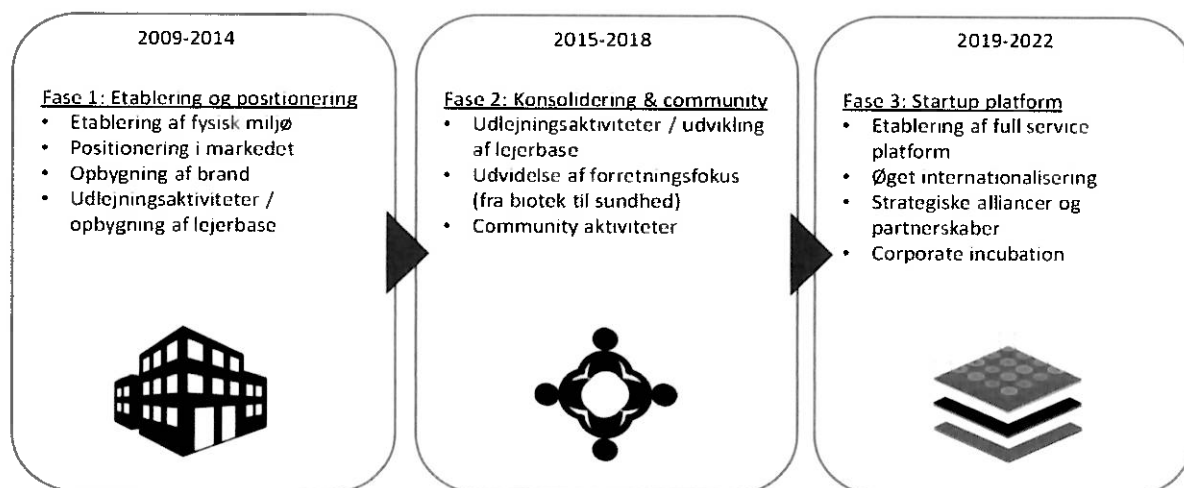 2009-2014
Fase 1: Etablering og positionering
• Etablering af fysisk miljø
• Positionering i markedet
• Opbygning af brand
• Udlejningsaktiviteter /
opbygning af lejerbase
2015-2018
Fase 2: Konsolidering & community
• Udlejningsaktiviteter / udvikling
af lejerbase
• Udvidelse af forretningsfokus
(fra biotek til sundhed)
• Community aktiviteter
2019-2022
Fase 3: Startup platform
• Etablering af full service
platform
• Øget internationalisering
• Strategiske alliancer og
partnerskaber
• Corporate incubation